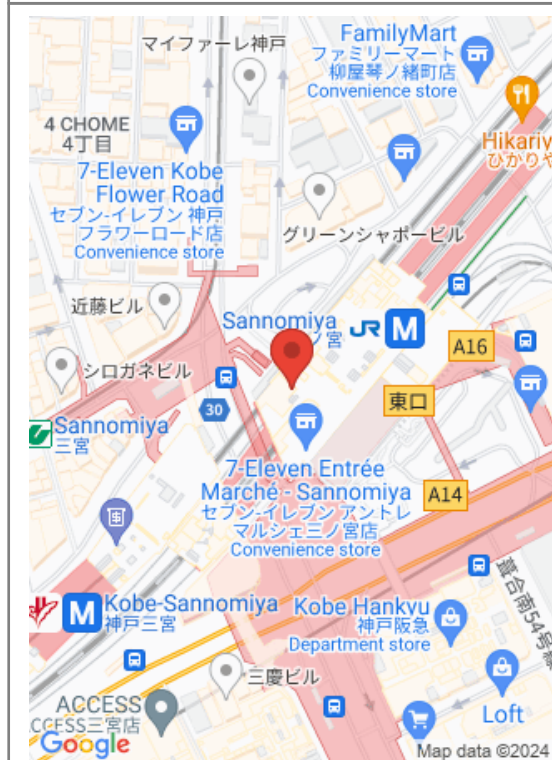 マイファーレ神戸
FamilyMart
ファミリーマート
柳屋琴ノ緒町店
Convenience store
4 CHOME
4丁目
7-Eleven Kobe
Flower Road
セブン-イレブン 神戸
フラワーロード店
Convenience store
Hikariy
ひかりや
グリーンシャポービル
近藤ビル
Sannomiya
ノ宮
JR
M
A16
シロガネビル
30
東口
Sannomiya
三宮
7-Eleven Entrée
Marché - Sannomiya
セブン-イレブン アントレ
マルシェ三ノ宮店
Convenience store
A14
葺合南54号線
M
Kobe-Sannomiya
神戸三宮
Kobe Hankyu
神戸阪急
Department store
三慶ビル
ACCESS
CCESS三宮店
Loft
Google
Map data ©2024